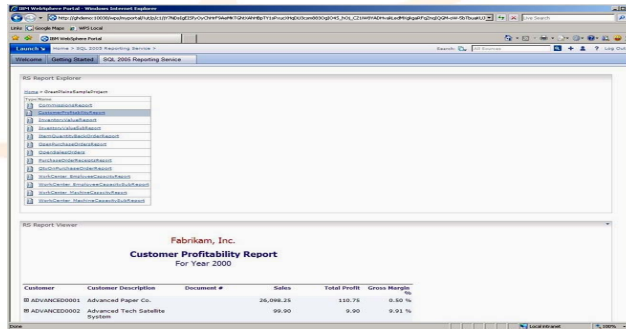 IBM WebSphere Portal - Windows Internet Explorer
Live Search
Links Google Maps WPS Local
IBM WebSphere Portal
Launch Home > SQL 2005 Reporting Service > Search: All Sources ? Log Out
Welcome Getting Started SQL 2005 Reporting Service
RS Report Explorer
Home > GreatPlainsSampleProject
Type Name
CommissionsReport
CustomerProfitabilityReport
InventoryValueReport
InventoryValueSubReport
ItemQuantityBackOrderReport
OpenPurchaseOrdersReport
OpenSalesOrders
PurchaseOrderReceiptsReport
QtyOnPurchaseOrderReport
WorkCenter_EmployeeCapacityReport
WorkCenter_EmployeeCapacitySubReport
WorkCenter_MachineCapacityReport
WorkCenter_MachineCapacitySubReport
RS Report Viewer
Fabrikam, Inc.
Customer Profitability Report
For Year 2000
Customer Customer Description Document # Sales Total Profit Gross Margin %
ADVANCED0001 Advanced Paper Co. 26,098.25 110.75 0.50 %
ADVANCED0002 Advanced Tech Satellite System 99.90 9.90 9.91 %
Done Local intranet 100%